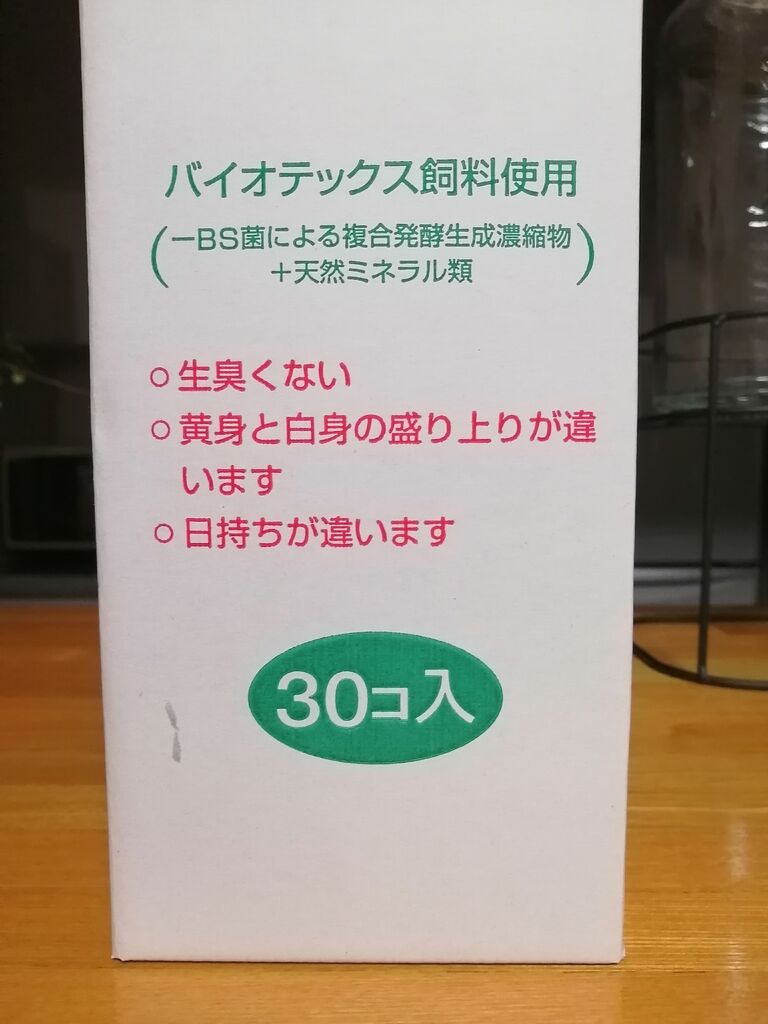 バイオテックス飼料使用
(ーBS菌による複合発酵生成濃縮物
+天然ミネラル類)
○生臭くない
○黄身と白身の盛り上りが違
います
○日持ちが違います
30コ入